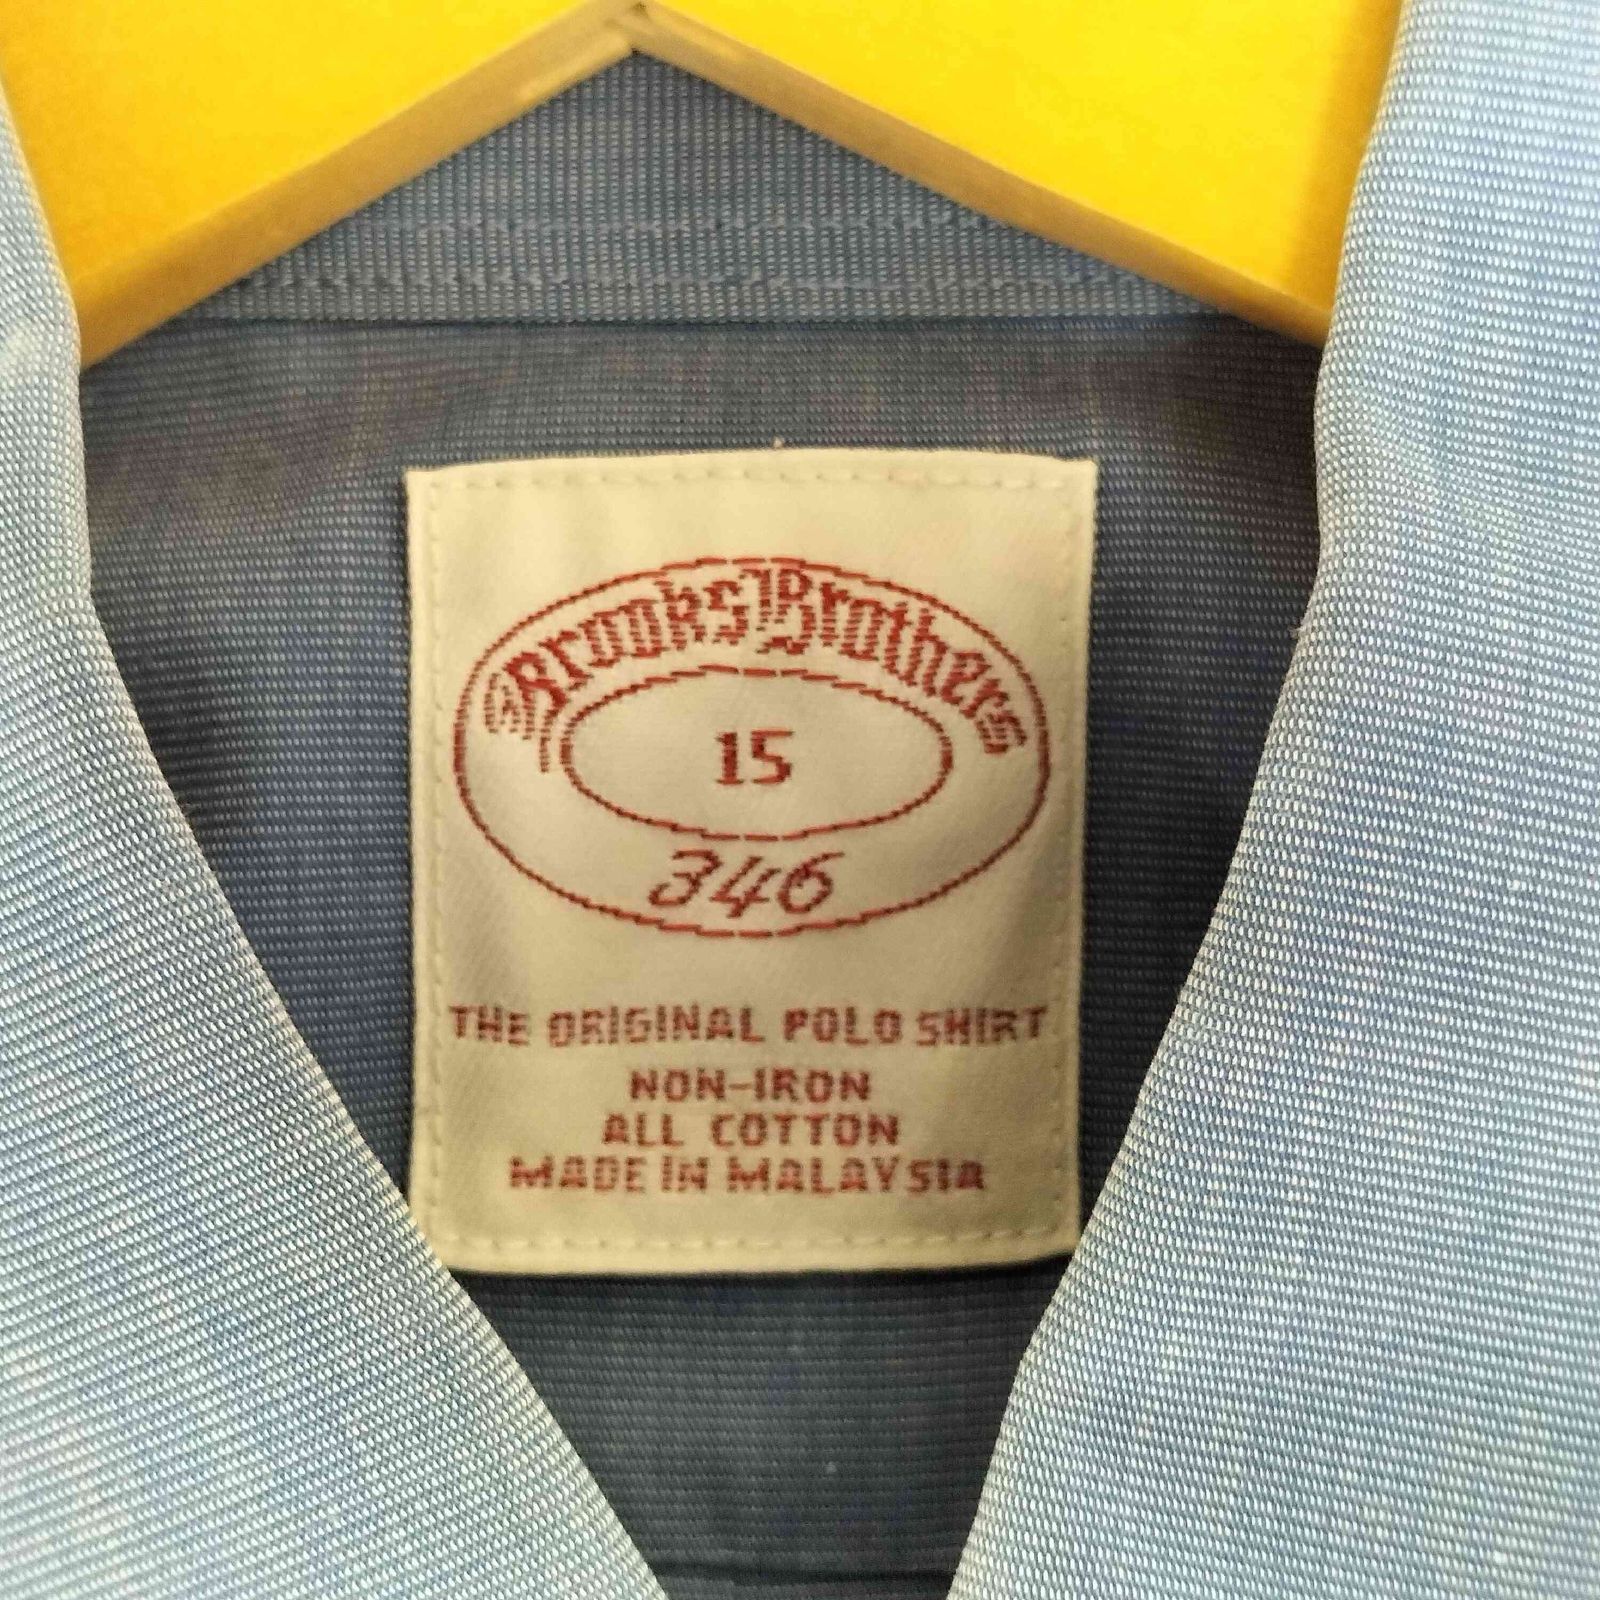 Brooks Brothers
15
346
THE ORIGINAL POLO SHIRT
NON-IRON
ALL COTTON
MADE IN MALAYSIA